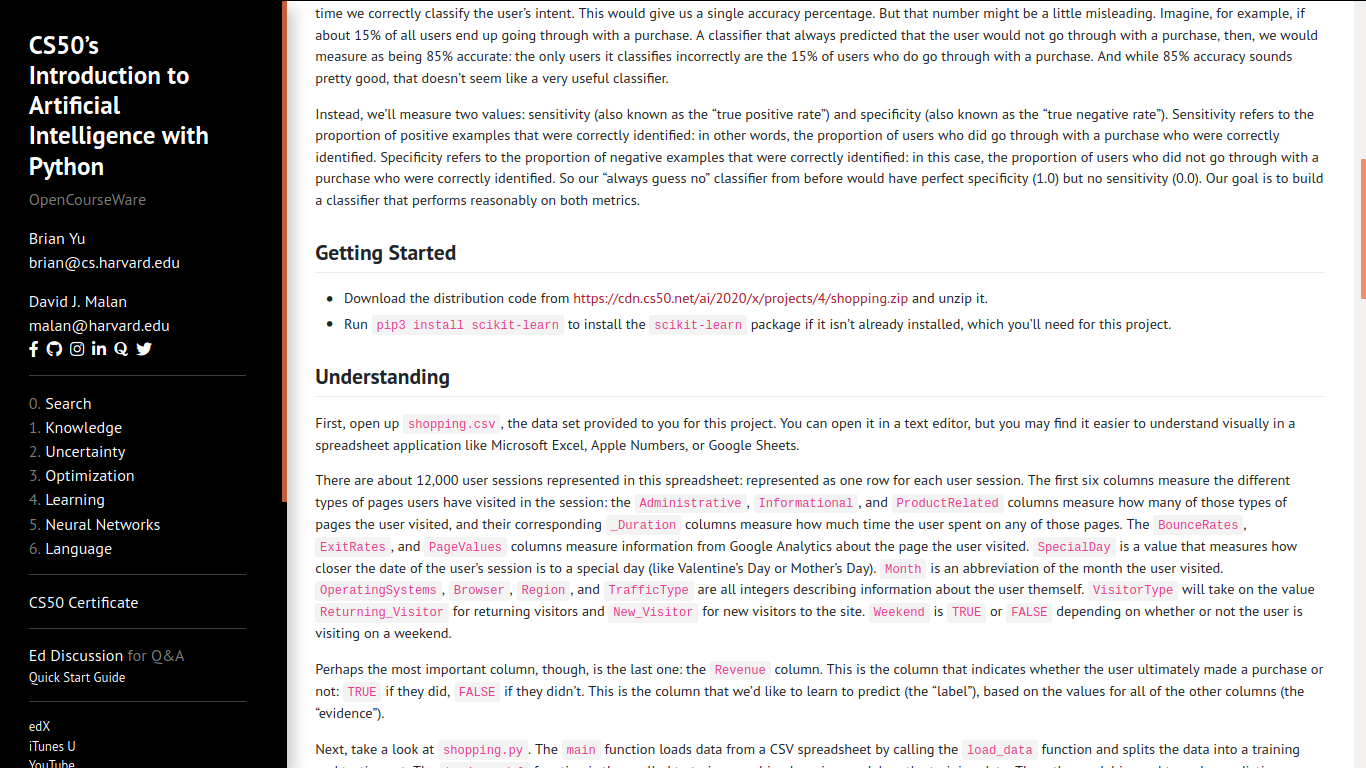 CS50’s
Introduction to
Artificial
Intelligence with
Python
OpenCourseWare
Brian Yu
brian@cs.harvard.edu
David J. Malan
malan@harvard.edu
0. Search
1. Knowledge
2. Uncertainty
3. Optimization
4. Learning
5. Neural Networks
6. Language
CS50 Certificate
Ed Discussion for Q&A
Quick Start Guide
edX
iTunes U
YouTube
time we correctly classify the user’s intent. This would give us a single accuracy percentage. But that number might be a little misleading. Imagine, for example, if
about 15% of all users end up going through with a purchase. A classifier that always predicted that the user would not go through with a purchase, then, we would
measure as being 85% accurate: the only users it classifies incorrectly are the 15% of users who do go through with a purchase. And while 85% accuracy sounds
pretty good, that doesn’t seem like a very useful classifier.
Instead, we’ll measure two values: sensitivity (also known as the “true positive rate”) and specificity (also known as the “true negative rate”). Sensitivity refers to the
proportion of positive examples that were correctly identified: in other words, the proportion of users who did go through with a purchase who were correctly
identified. Specificity refers to the proportion of negative examples that were correctly identified: in this case, the proportion of users who did not go through with a
purchase who were correctly identified. So our “always guess no” classifier from before would have perfect specificity (1.0) but no sensitivity (0.0). Our goal is to build
a classifier that performs reasonably on both metrics.
Getting Started
• Download the distribution code from https://cdn.cs50.net/ai/2020/x/projects/4/shopping.zip and unzip it.
• Run pip3 install scikit-learn to install the scikit-learn package if it isn’t already installed, which you’ll need for this project.
Understanding
First, open up shopping.csv , the data set provided to you for this project. You can open it in a text editor, but you may find it easier to understand visually in a
spreadsheet application like Microsoft Excel, Apple Numbers, or Google Sheets.
There are about 12,000 user sessions represented in this spreadsheet: represented as one row for each user session. The first six columns measure the different
types of pages users have visited in the session: the Administrative , Informational , and ProductRelated columns measure how many of those types of
pages the user visited, and their corresponding _Duration columns measure how much time the user spent on any of those pages. The BounceRates ,
ExitRates , and PageValues columns measure information from Google Analytics about the page the user visited. SpecialDay is a value that measures how
closer the date of the user’s session is to a special day (like Valentine’s Day or Mother’s Day). Month is an abbreviation of the month the user visited.
OperatingSystems , Browser , Region , and TrafficType are all integers describing information about the user themself. VisitorType will take on the value
Returning_Visitor for returning visitors and New_Visitor for new visitors to the site. Weekend is TRUE or FALSE depending on whether or not the user is
visiting on a weekend.
Perhaps the most important column, though, is the last one: the Revenue column. This is the column that indicates whether the user ultimately made a purchase or
not: TRUE if they did, FALSE if they didn’t. This is the column that we’d like to learn to predict (the “label”), based on the values for all of the other columns (the
“evidence”).
Next, take a look at shopping.py . The main function loads data from a CSV spreadsheet by calling the load_data function and splits the data into a training